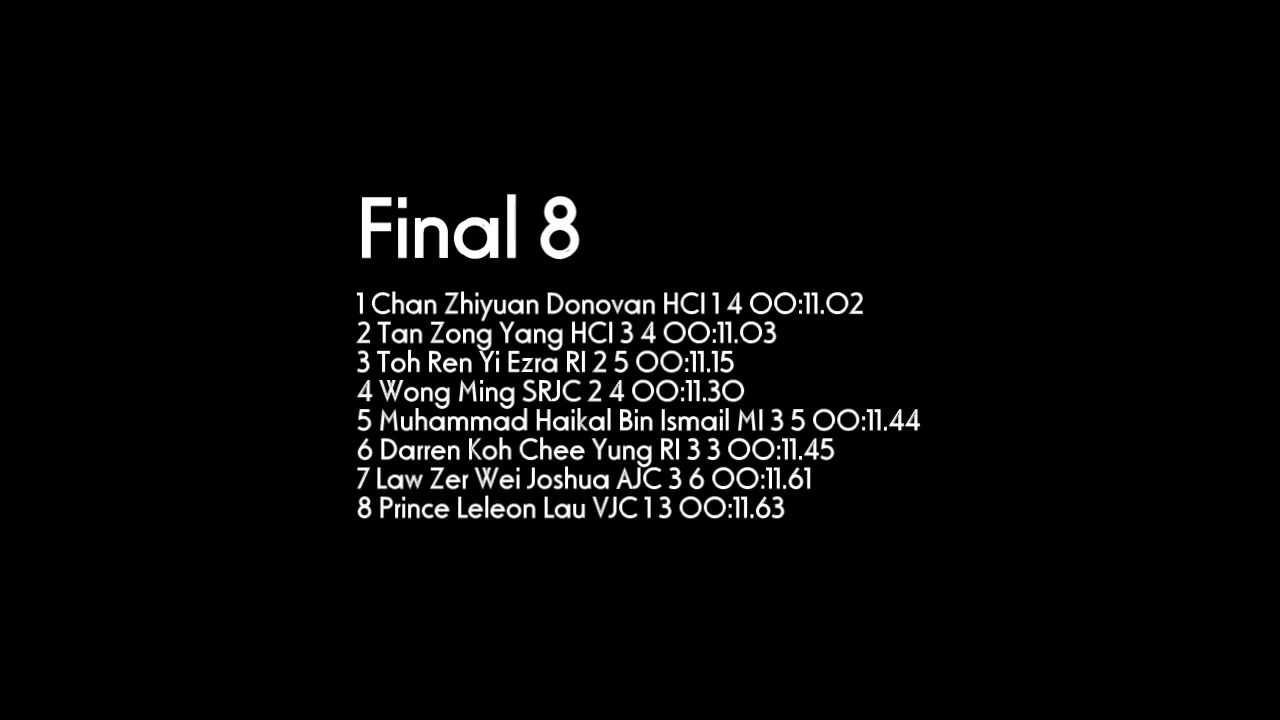 Final 8
1 Chan Zhiyuan Donovan HCI 1 4 00:11.02
2 Tan Zong Yang HCI 3 4 00:11.03
3 Toh Ren Yi Ezra RI 2 5 00:11.15
4 Wong Ming SRJC 2 4 00:11.30
5 Muhammad Haikal Bin Ismail MI 3 5 00:11.44
6 Darren Koh Chee Yung RI 3 3 00:11.45
7 Law Zer Wei Joshua AJC 3 6 00:11.61
8 Prince Leleon Lau VJC 1 3 00:11.63